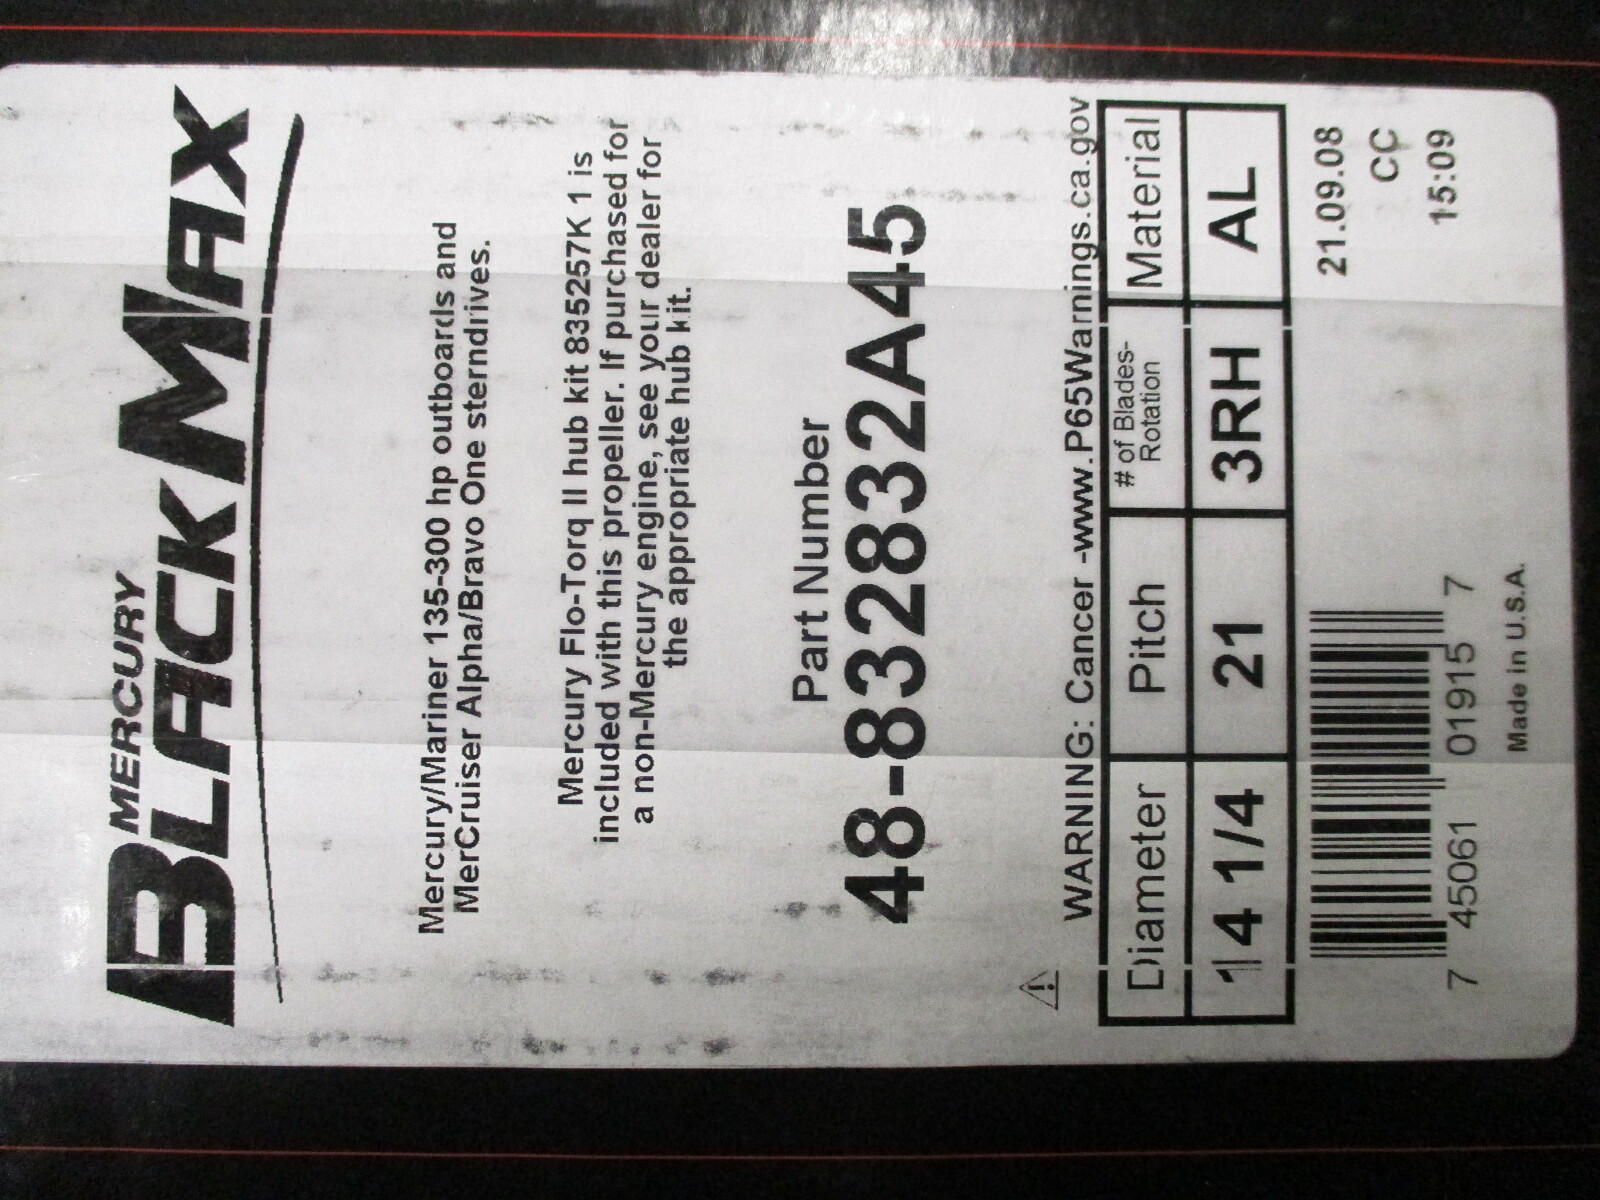 MERCURY
BLACK MAX
Mercury/Mariner 135-300 hp outboards and
MerCruiser Alpha/Bravo One sterndrives.
Mercury Flo-Torq II hub kit 835257K 1 is
included with this propeller. If purchased for
a non-Mercury engine, see your dealer for
the appropriate hub kit.
Part Number
48-832832A45
WARNING: Cancer -www.P65Warnings.ca.gov
Diameter Pitch # of Blades-Rotation Material
14 1/4 21 3RH AL
7 45061 01915 7
21.09.08
CC
15:09
Made in U.S.A.